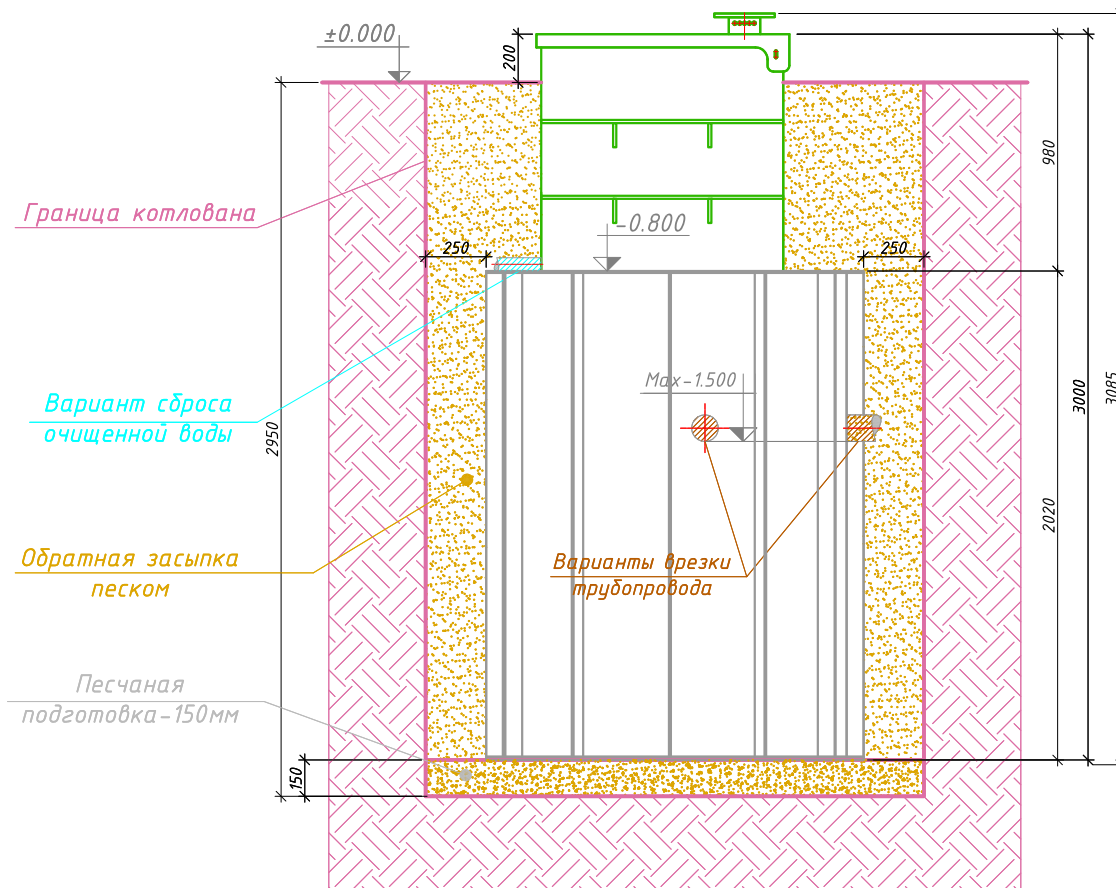 ±0.000
200
980
Граница котлована
-0.800
250
250
Max-1.500
3085
3000
Вариант сброса
очищенной воды
2950
2020
Обратная засыпка
песком
Варианты врезки
трубопровода
Песчаная
подготовка-150мм
150